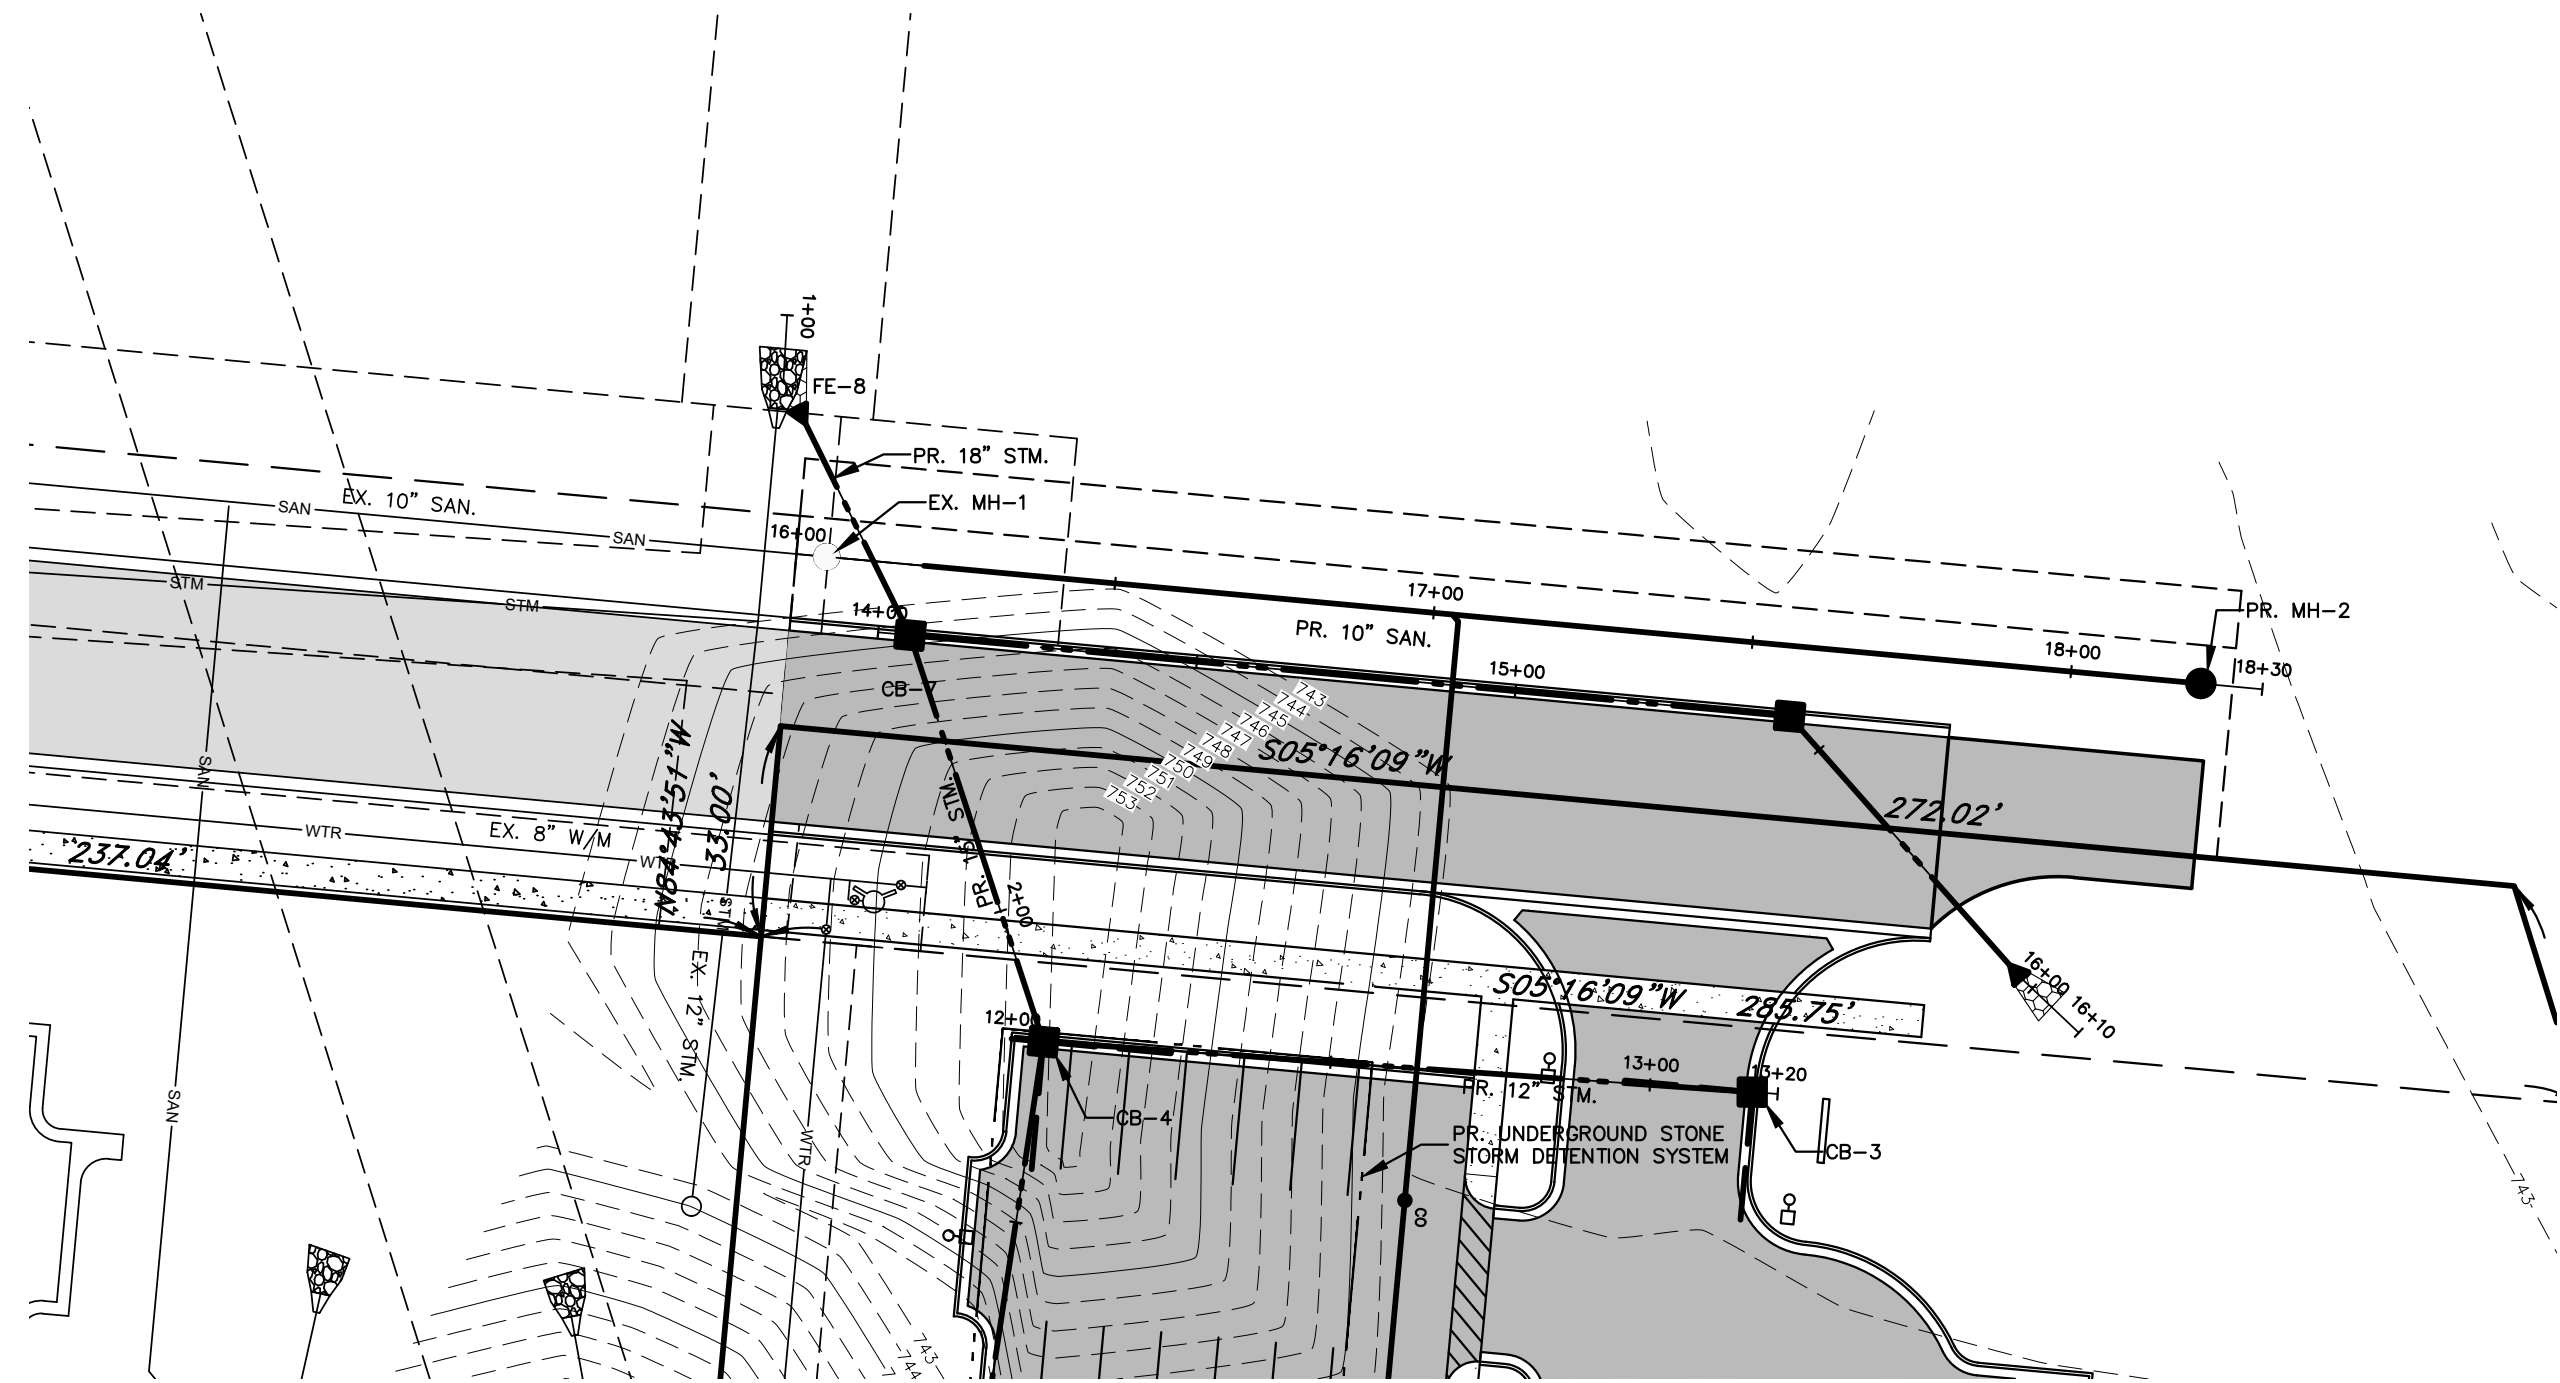 1+00
FE-8
PR. 18" STM.
EX. 10" SAN.
SAN
EX. MH-1
16+00
SAN
STM
STM
14+00
17+00
PR. 10" SAN.
PR. MH-2
18+00
18+30
15+00
CB-7
743
744
745
746
747
748
749
750
751
752
753
S05°16'09"W
272.02'
N84°43'51"W
33.00'
SAN
PR. 15" STM.
WTR
EX. 8" W/M
237.04'
STM
2+00
EX. 12" STM.
S05°16'09"W
285.75'
16+00
16+10
12+00
13+00
13+20
PR. 12" STM.
SAN
CB-4
WTR
PR. UNDERGROUND STONE
STORM DETENTION SYSTEM
CB-3
CO
743
743
744